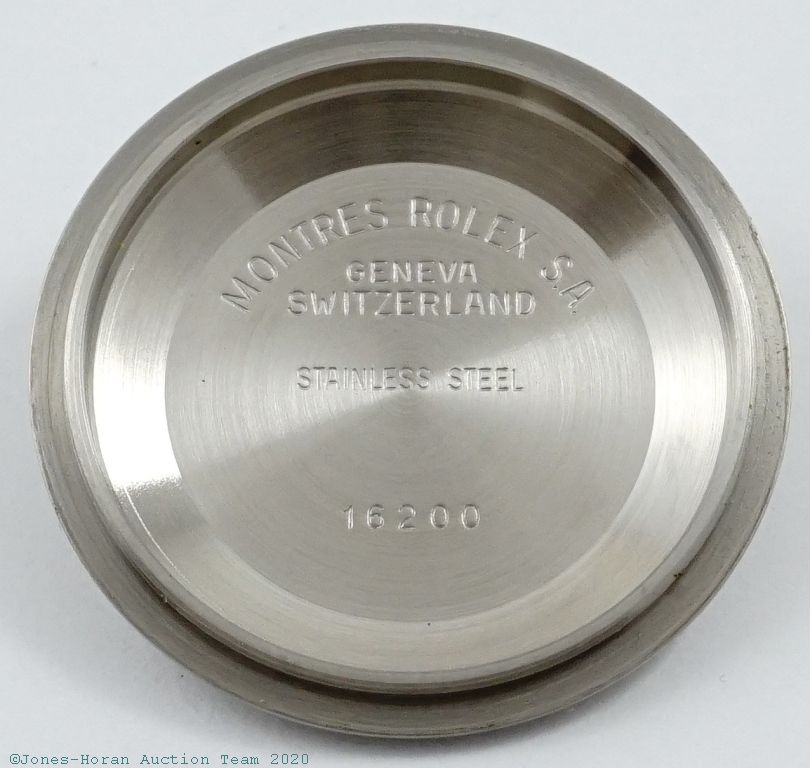 MONTRES ROLEX S.A.
GENEVA
SWITZERLAND
STAINLESS STEEL
16200
©Jones-Horan Auction Team 2020